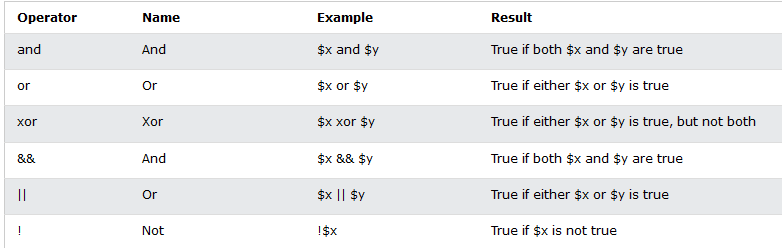 Operator Name Example Result
and And $x and $y True if both $x and $y are true
or Or $x or $y True if either $x or $y is true
xor Xor $x xor $y True if either $x or $y is true, but not both
&& And $x && $y True if both $x and $y are true
|| Or $x || $y True if either $x or $y is true
! Not !$x True if $x is not true